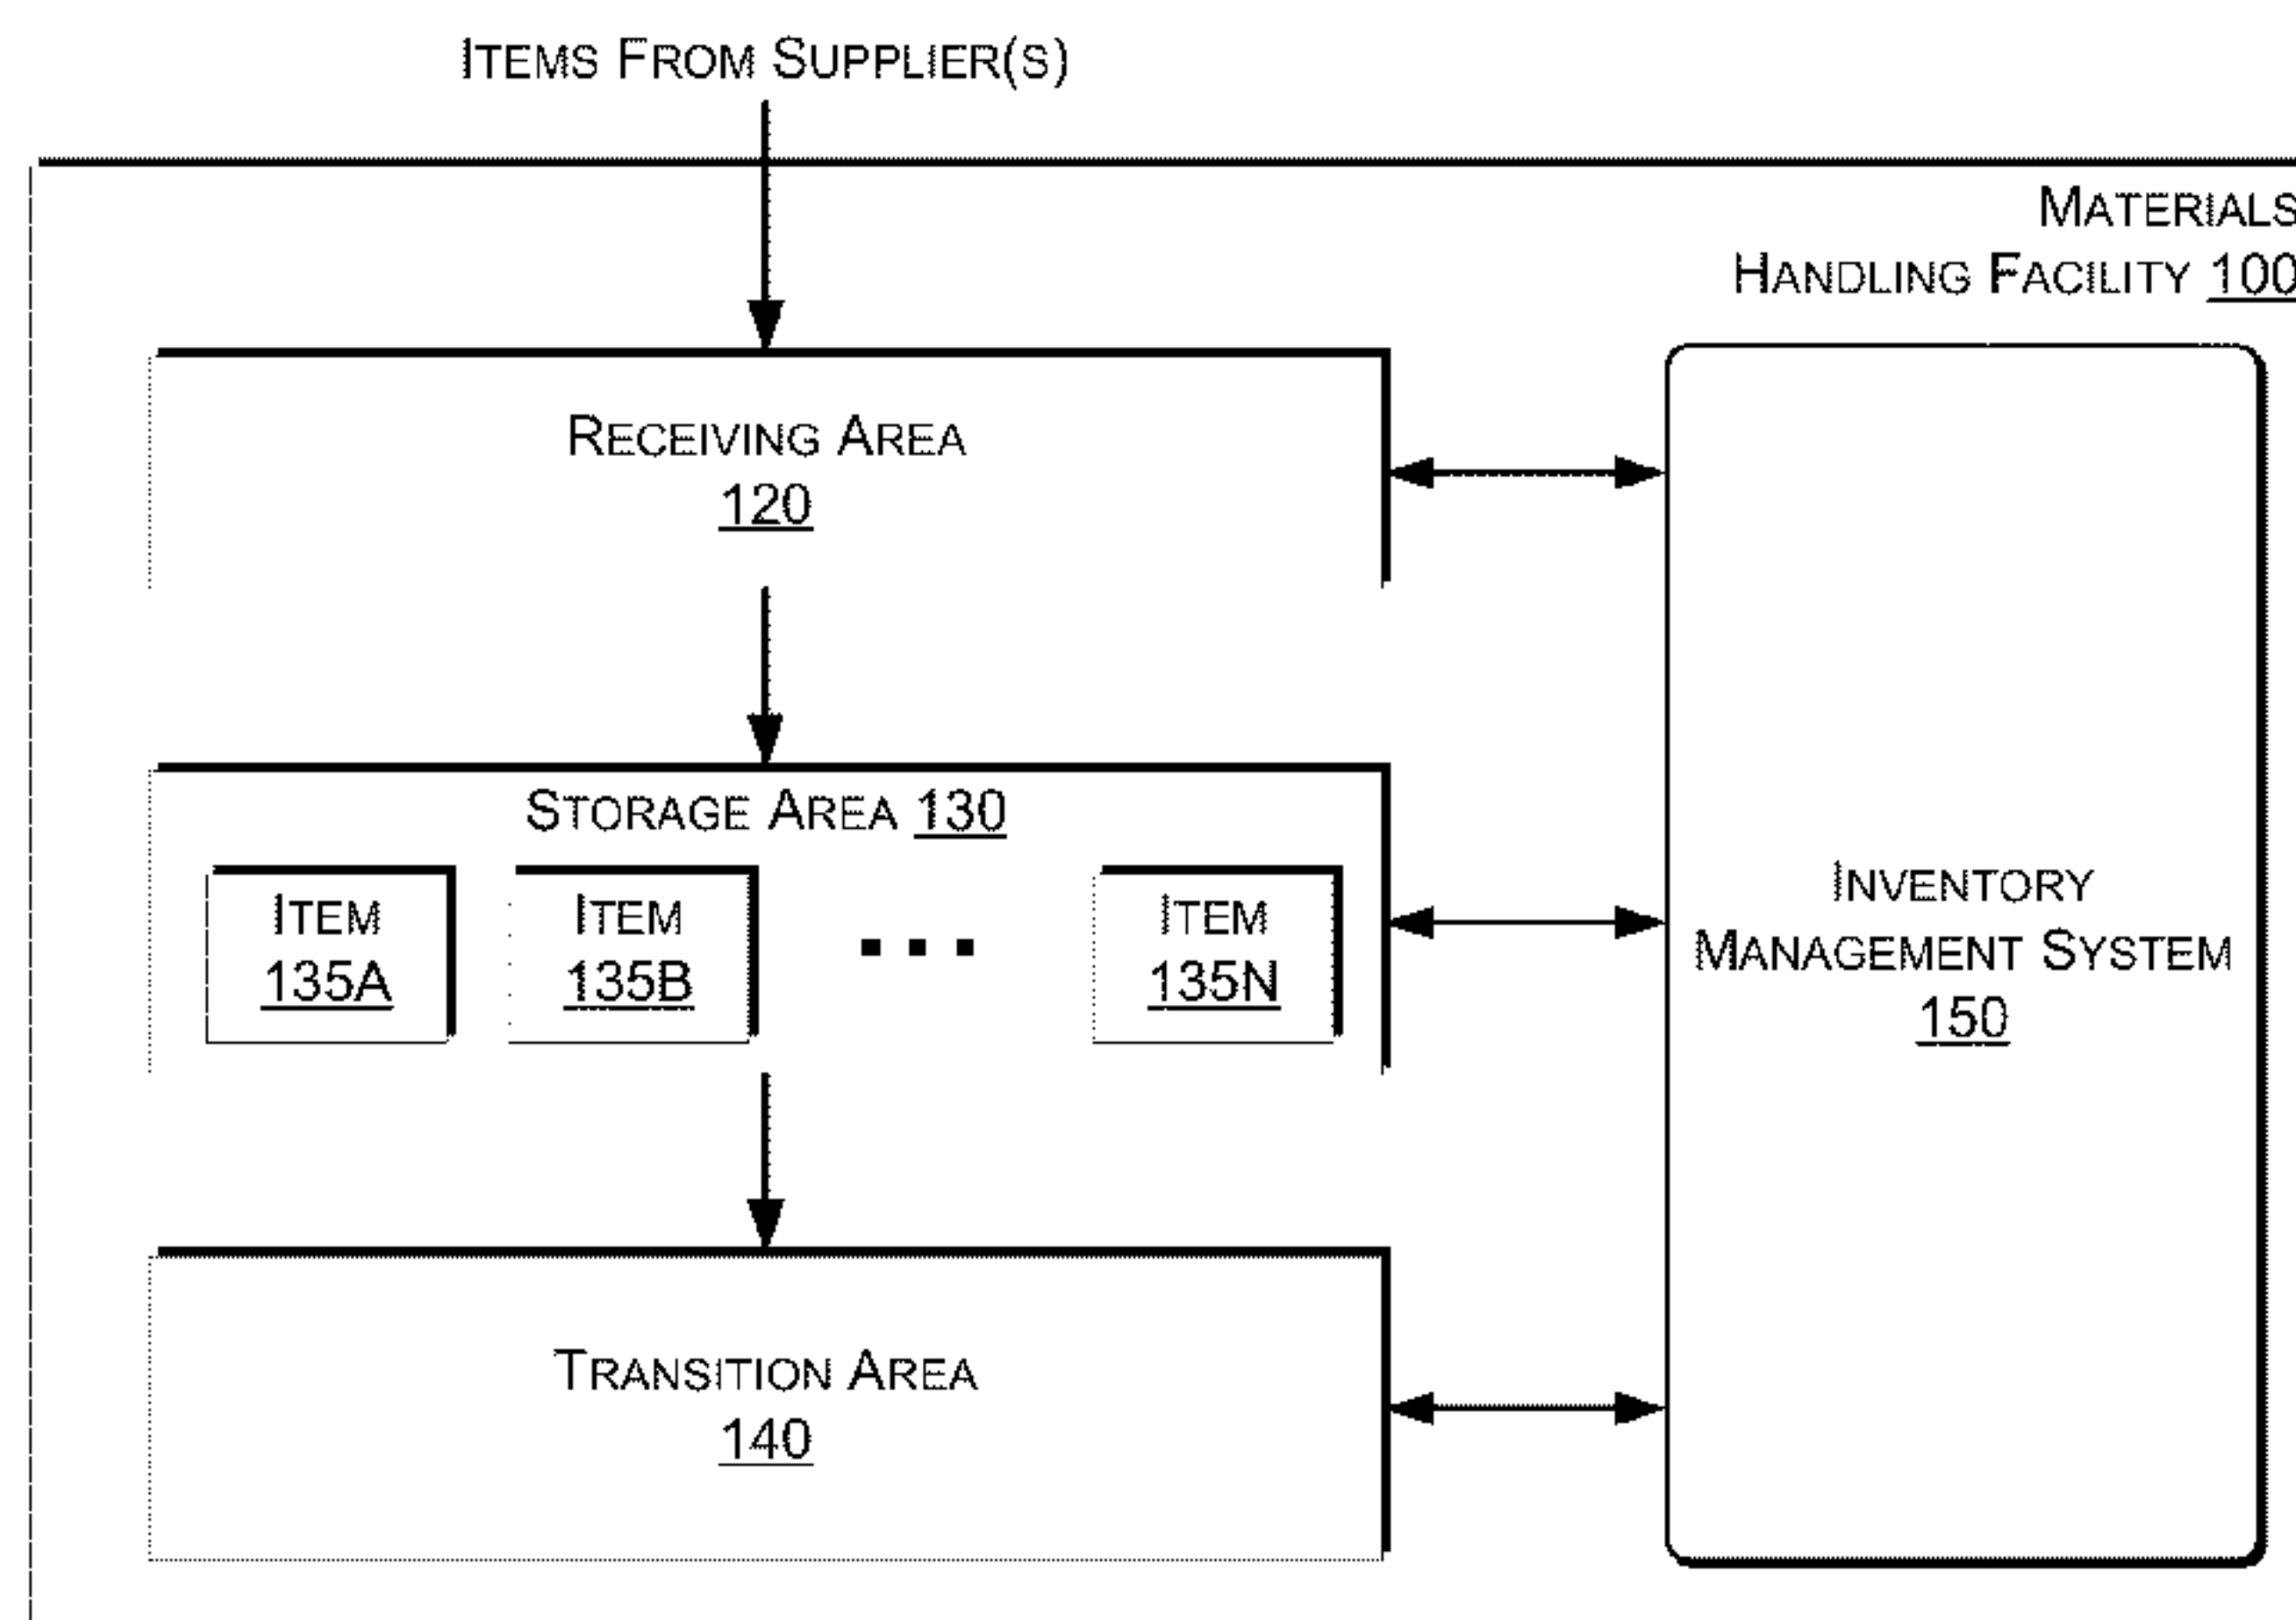 ITEMS FROM SUPPLIER(S)
MATERIALS
HANDLING FACILITY 100
RECEIVING AREA
120
STORAGE AREA 130
ITEM
135A
ITEM
135B
▪ ▪ ▪
ITEM
135N
INVENTORY
MANAGEMENT SYSTEM
150
TRANSITION AREA
140